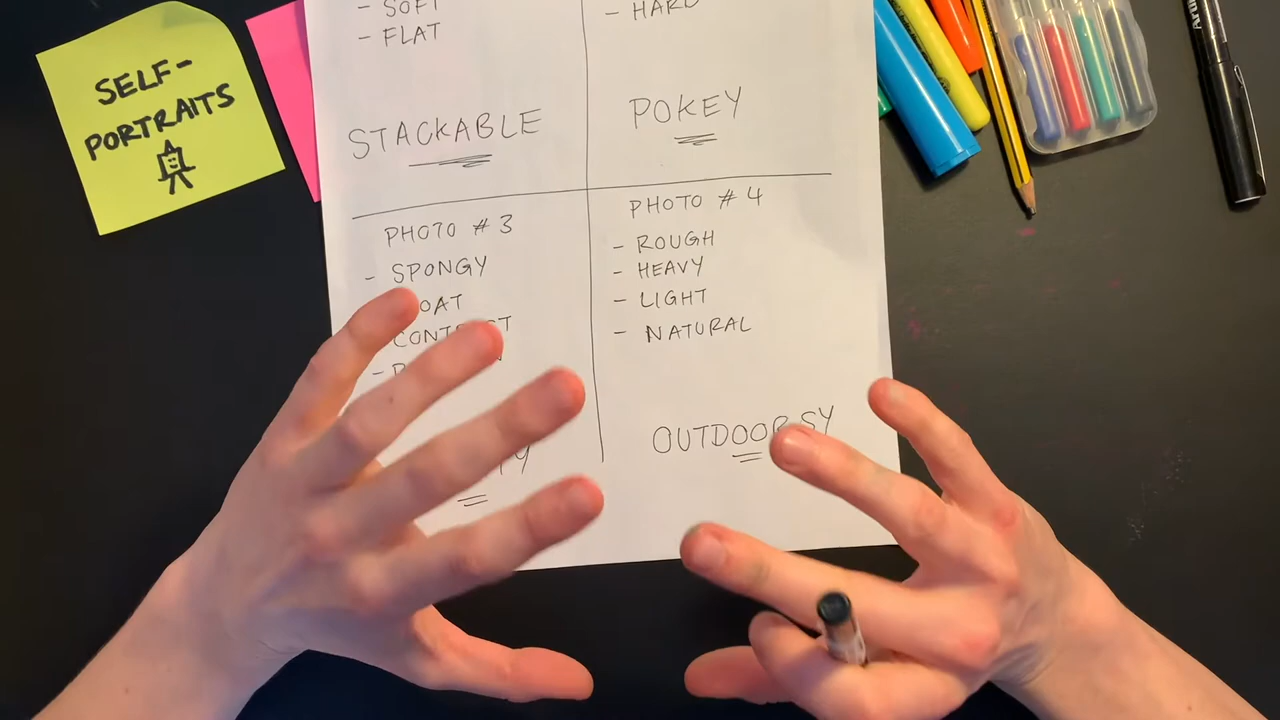 SELF-
PORTRAITS
- SOFT
- FLAT
STACKABLE
- HARD
POKEY
PHOTO # 3
- SPONGY
PHOTO # 4
- ROUGH
- HEAVY
- LIGHT
- NATURAL
OUTDOORSY